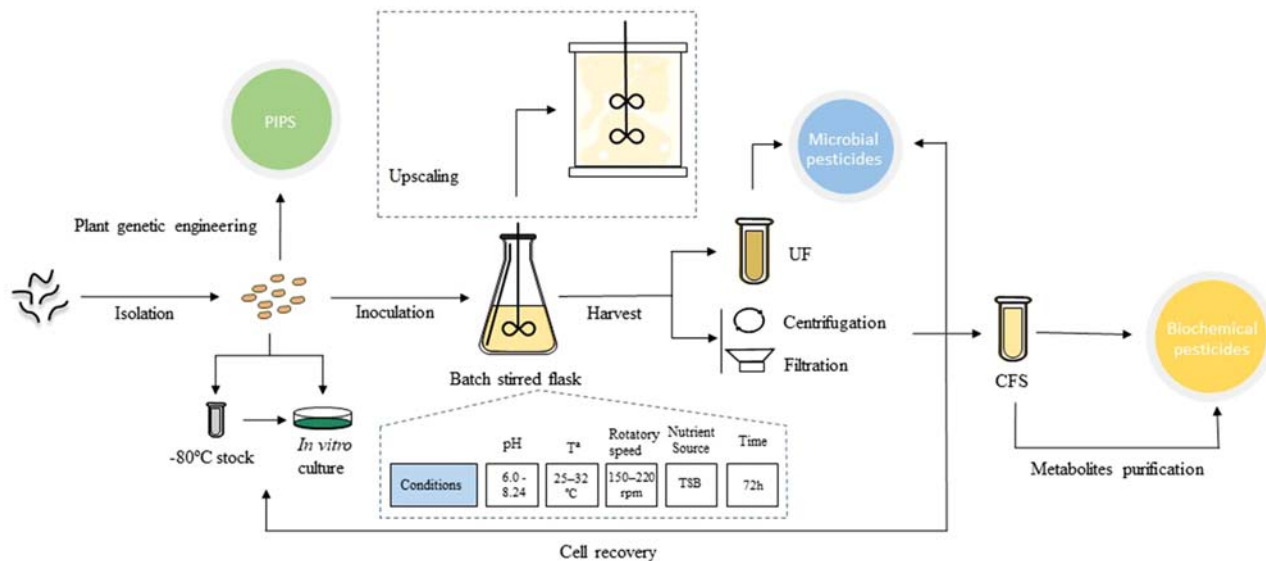 PIPS
Plant genetic engineering
Isolation
-80ºC stock
In vitro
culture
Upscaling
Inoculation
Batch stirred flask
Harvest
Conditions
pH
6.0 -
8.24
Tª
25–32
ºC
Rotatory
speed
150–220
rpm
Nutrient
Source
TSB
Time
72h
UF
Centrifugation
Filtration
Microbial
pesticides
CFS
Biochemical
pesticides
Metabolites purification
Cell recovery